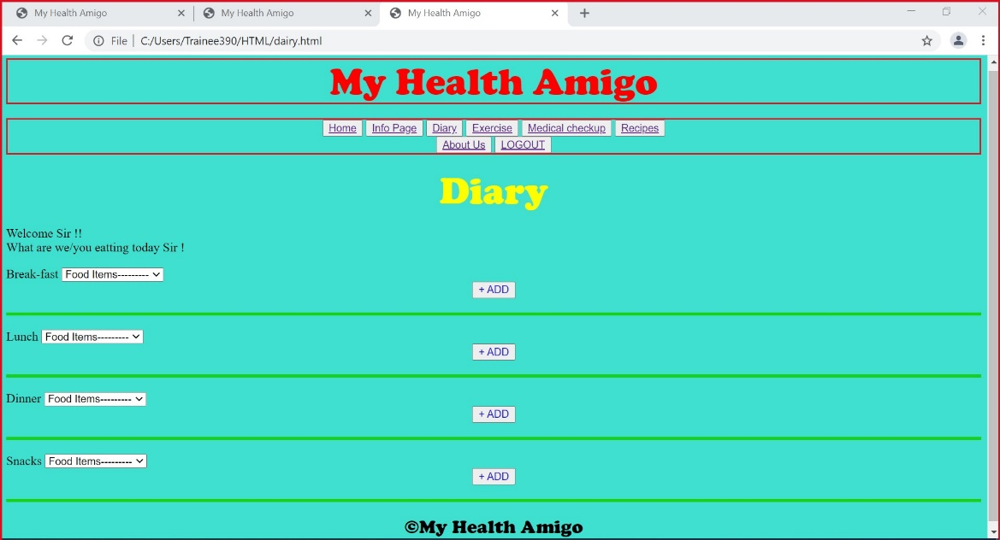 My Health Amigo My Health Amigo My Health Amigo
File C:/Users/Trainee390/HTML/dairy.html
My Health Amigo
Home Info Page Diary Exercise Medical checkup Recipes
About Us LOGOUT
Diary
Welcome Sir !!
What are we/you eatting today Sir !
Break-fast Food Items---------
+ ADD
Lunch Food Items---------
+ ADD
Dinner Food Items---------
+ ADD
Snacks Food Items---------
+ ADD
©My Health Amigo